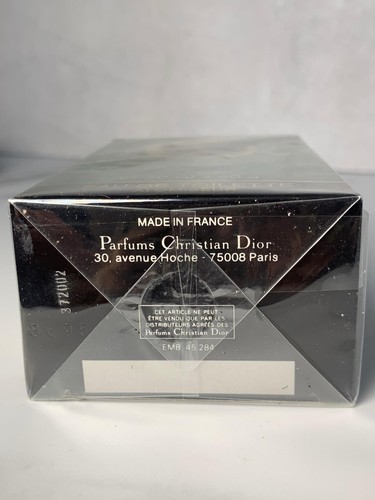 MADE IN FRANCE
Parfums Christian Dior
30, avenue Hoche - 75008 Paris
CET ARTICLE NE PEUT
ÊTRE VENDU QUE PAR LES
DISTRIBUTEURS AGRÉÉS DES
Parfums Christian Dior
EMB 45 284